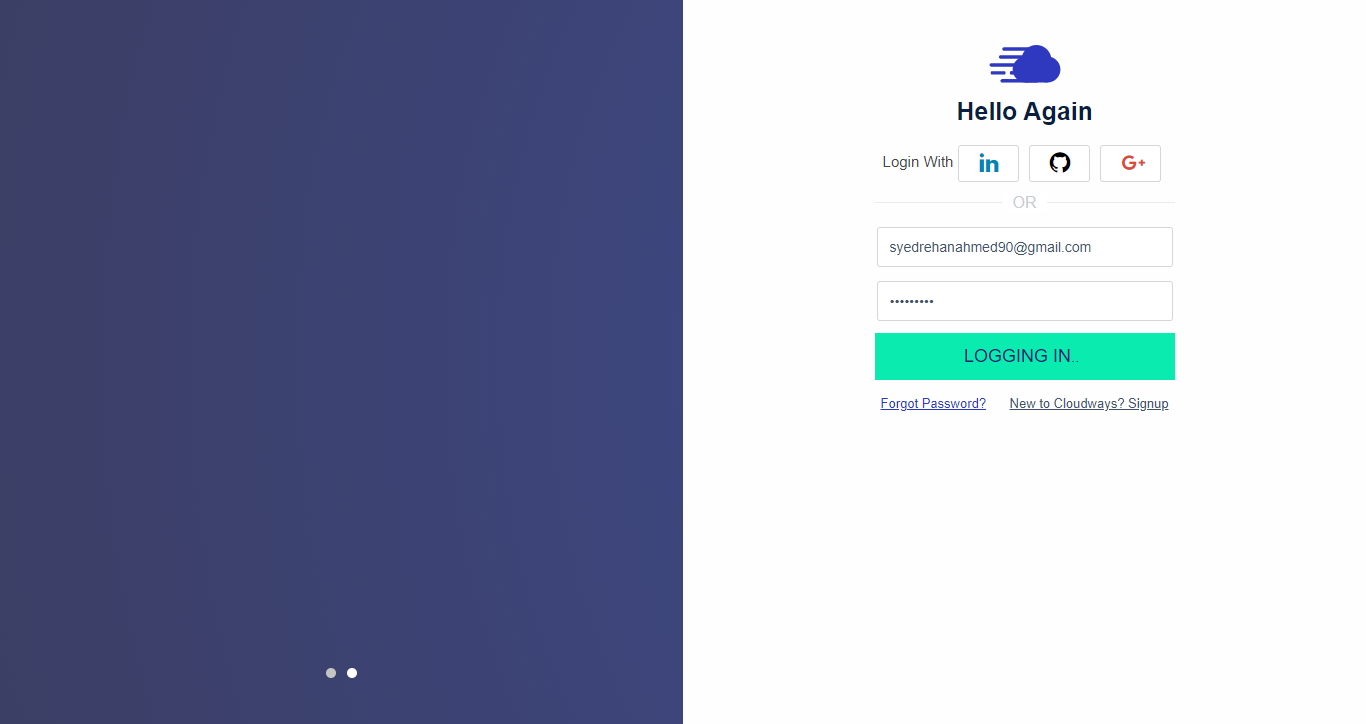 Hello Again
Login With in G+
OR
syedrehanahmed90@gmail.com
•••••••••
LOGGING IN..
Forgot Password? New to Cloudways? Signup